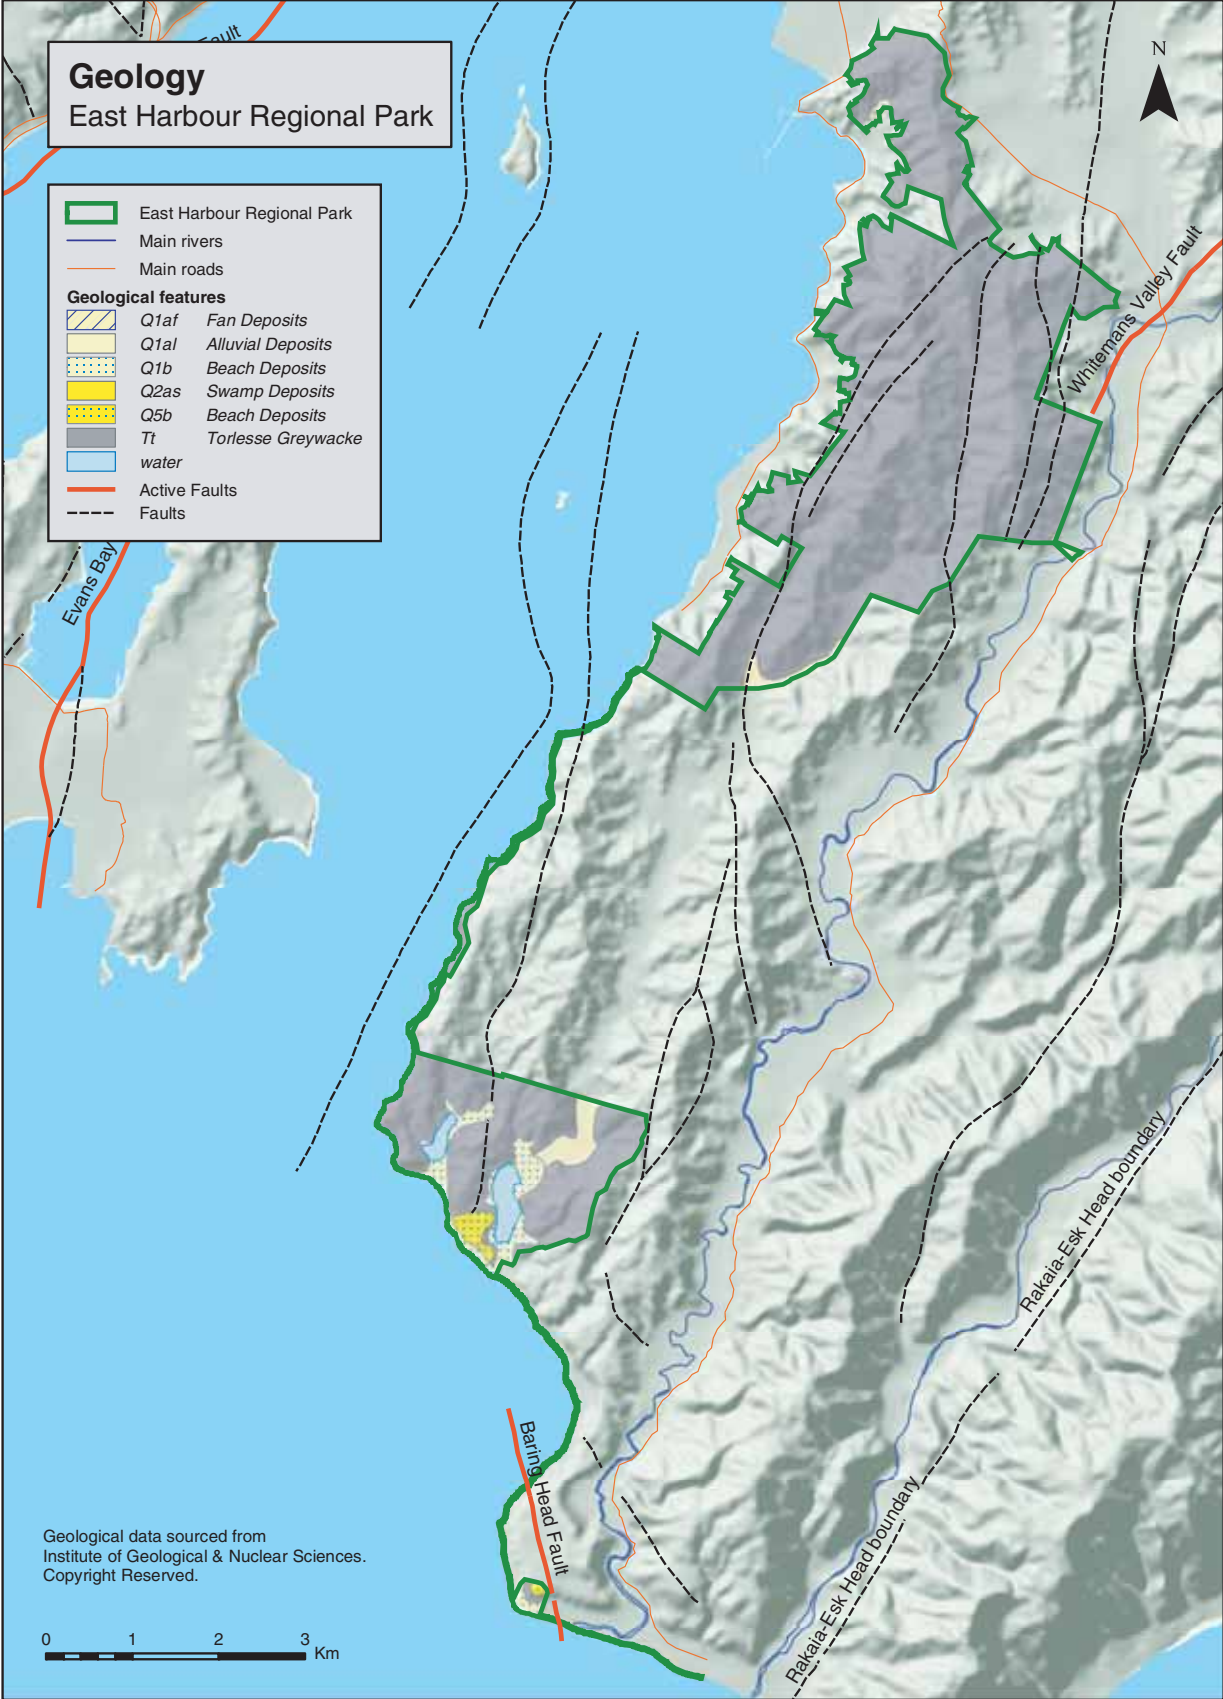 Fault
Geology
East Harbour Regional Park
N
East Harbour Regional Park
Main rivers
Main roads
Geological features
Q1af Fan Deposits
Q1al Alluvial Deposits
Q1b Beach Deposits
Q2as Swamp Deposits
Q5b Beach Deposits
Tt Torlesse Greywacke
water
Active Faults
Faults
Whitemans Valley Fault
Evans Bay
Rakaia-Esk Head boundary
Baring Head Fault
Rakaia-Esk Head boundary
Geological data sourced from
Institute of Geological & Nuclear Sciences.
Copyright Reserved.
0 1 2 3 Km